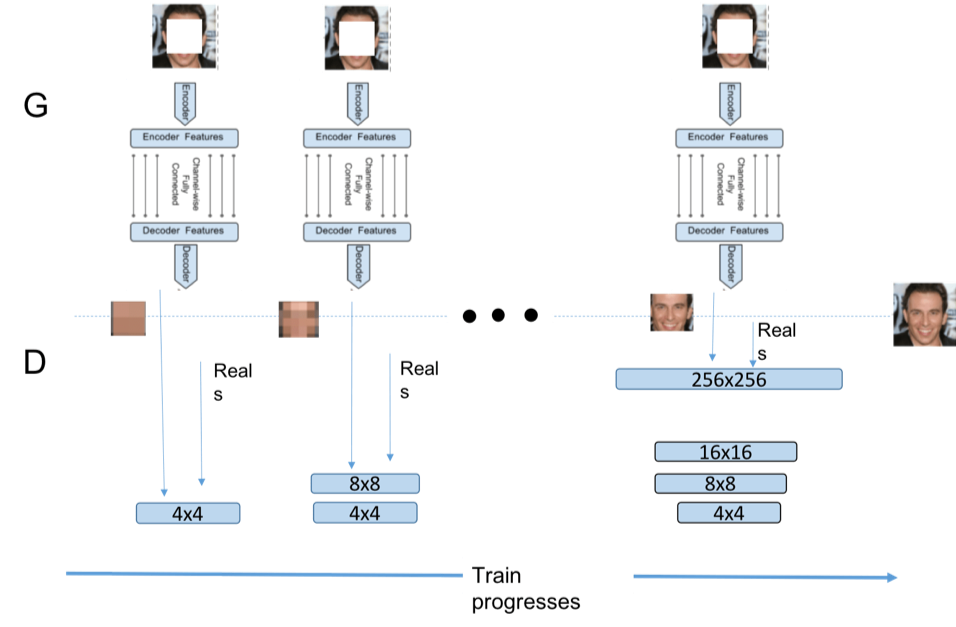 G
Encoder
Encoder Features
Channel-wise
Fully
Connected
Decoder Features
Decoder
Encoder
Encoder Features
Channel-wise
Fully
Connected
Decoder Features
Decoder
Encoder
Encoder Features
Channel-wise
Fully
Connected
Decoder Features
Decoder
D
Real
s
4x4
Real
s
8x8
4x4
Real
s
256x256
16x16
8x8
4x4
Train
progresses